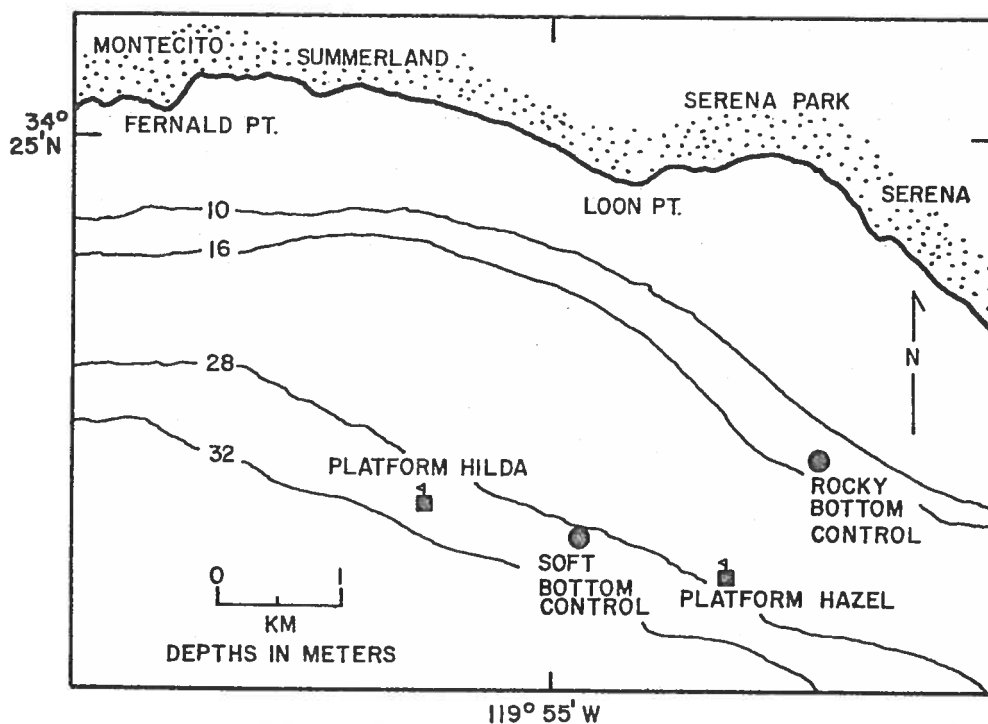 MONTECITO
SUMMERLAND
SERENA PARK
34°
25'N
FERNALD PT.
LOON PT.
SERENA
10
16
N
28
32
PLATFORM HILDA
ROCKY
BOTTOM
CONTROL
SOFT
BOTTOM
CONTROL
PLATFORM HAZEL
0 1
KM
DEPTHS IN METERS
119° 55' W